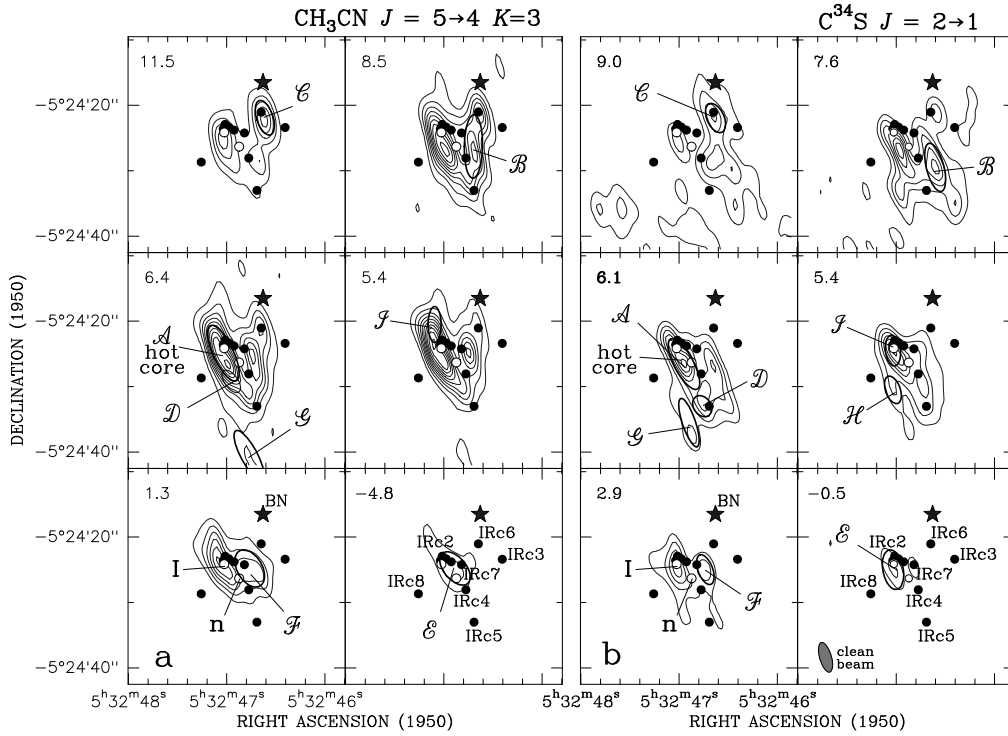 CH₃CN J = 5→4 K=3
C³⁴S J = 2→1
11.5
𝒞
8.5
ℬ
9.0
𝒞
7.6
ℬ
−5°24'20''
−5°24'40''
6.4
𝒜
hot
core
𝒟
𝒢
5.4
ℐ
6.1
𝒜
hot
core
𝒟
𝒢
5.4
ℐ
ℋ
−5°24'20''
−5°24'40''
DECLINATION (1950)
1.3
BN
I
n
ℱ
a
−4.8
IRc2
IRc6
IRc3
IRc7
IRc8
IRc4
IRc5
ℰ
2.9
BN
I
n
ℱ
b
−0.5
ℰ
IRc2
IRc6
IRc3
IRc7
IRc8
IRc4
IRc5
clean
beam
−5°24'20''
−5°24'40''
5ʰ32ᵐ48ˢ
5ʰ32ᵐ47ˢ
5ʰ32ᵐ46ˢ
5ʰ32ᵐ48ˢ
5ʰ32ᵐ47ˢ
5ʰ32ᵐ46ˢ
RIGHT ASCENSION (1950)
RIGHT ASCENSION (1950)